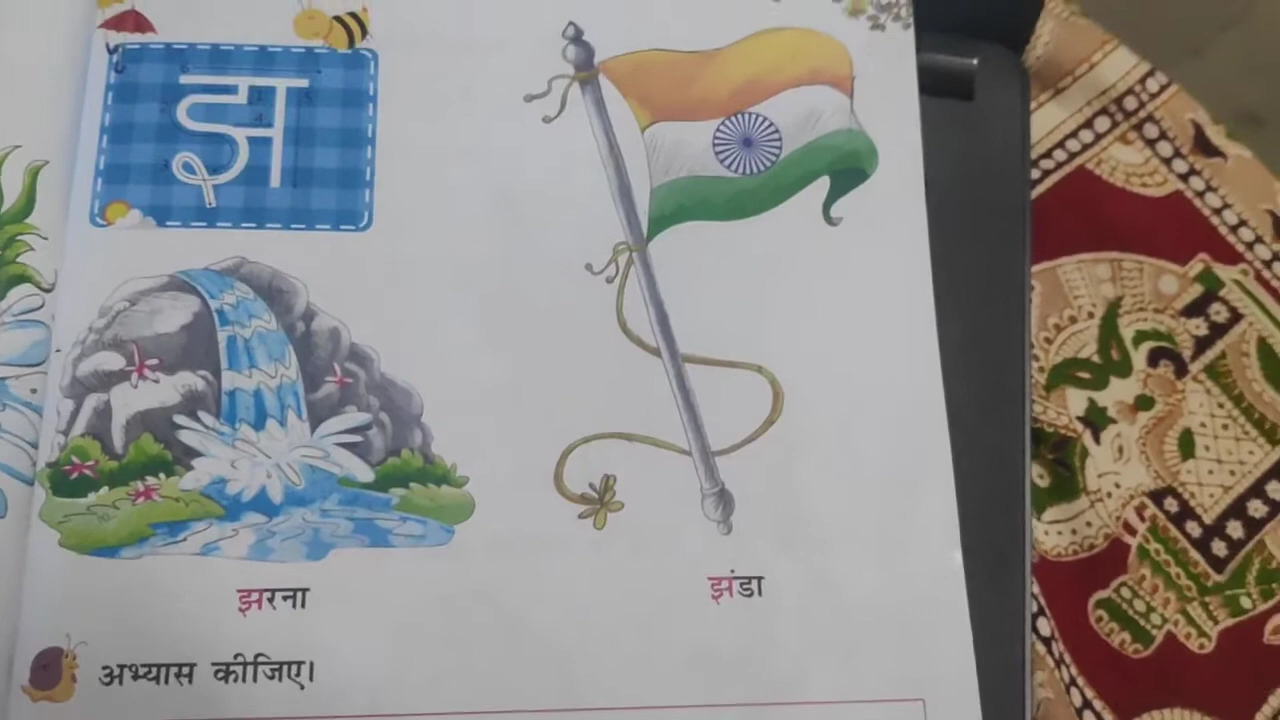 झ
झरना
झंडा
अभ्यास कीजिए।